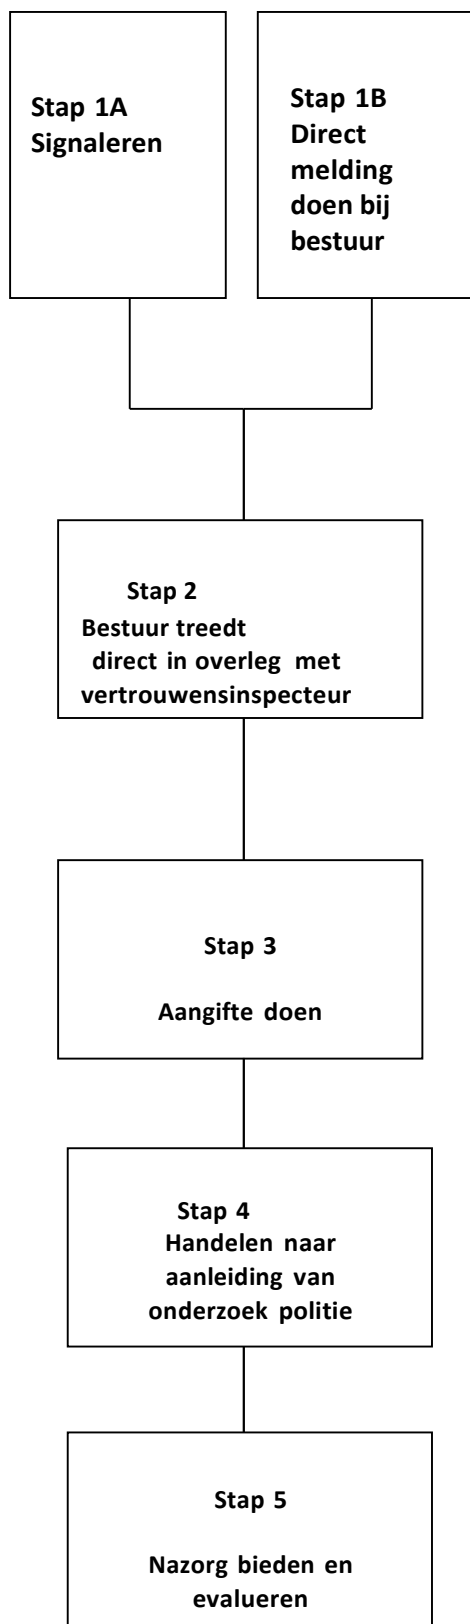 Stap 1A
Signaleren
Stap 1B
Direct
melding
doen bij
bestuur
Stap 2
Bestuur treedt
direct in overleg met
vertrouwensinspecteur
Stap 3
Aangifte doen
Stap 4
Handelen naar
aanleiding van
onderzoek politie
Stap 5
Nazorg bieden en
evalueren